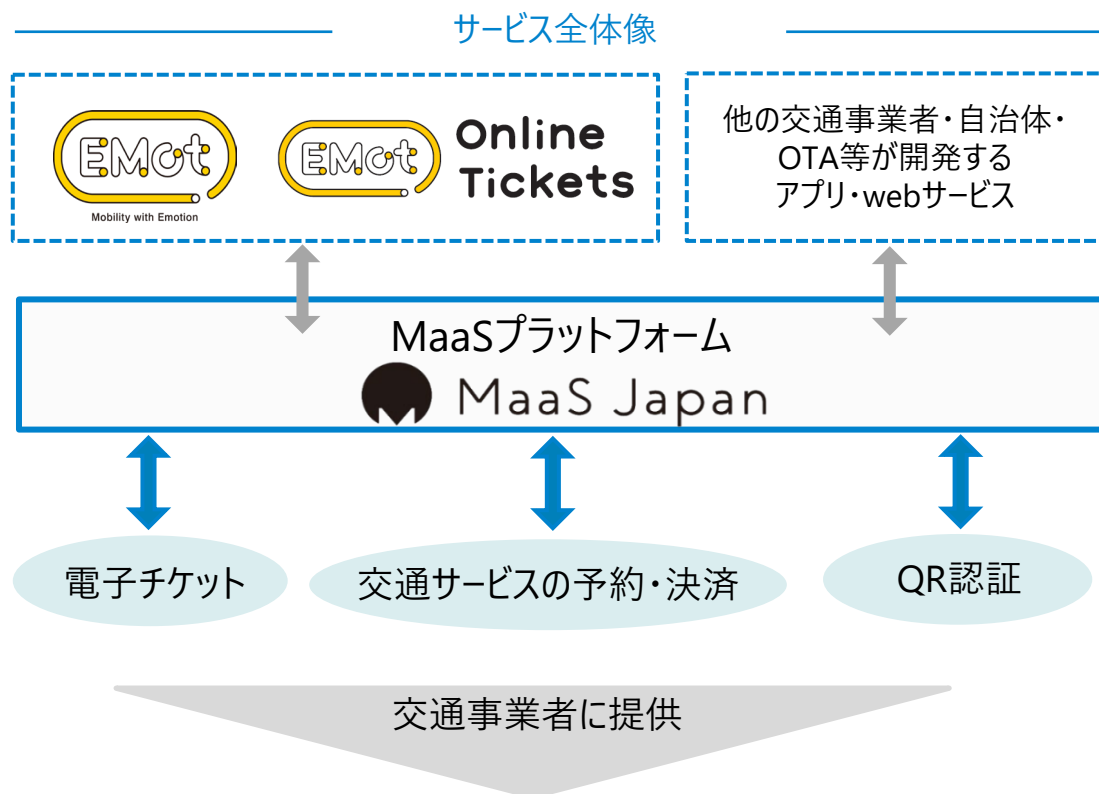 サービス全体像
EMot
Mobility with Emotion
EMot
Online
Tickets
他の交通事業者・自治体・
OTA等が開発する
アプリ・webサービス
MaaSプラットフォーム
MaaS Japan
電子チケット
交通サービスの予約・決済
QR認証
交通事業者に提供